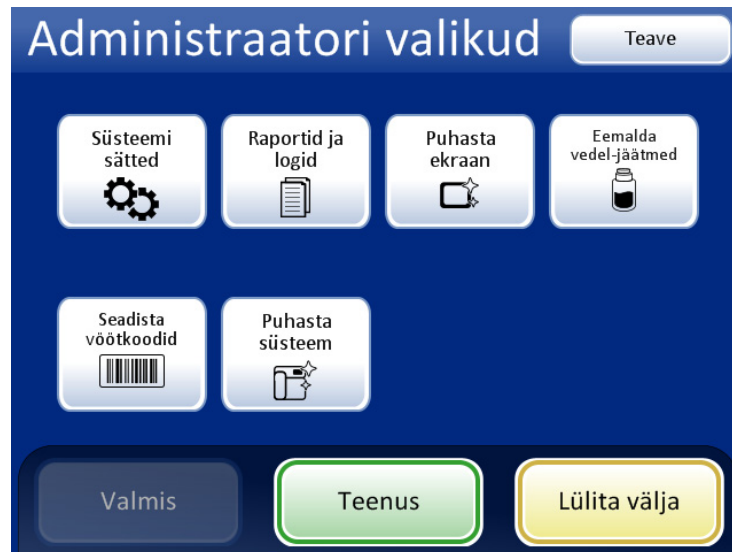 Administraatori valikud
Teave
Süsteemi
sätted
Raportid ja
logid
Puhasta
ekraan
Eemalda
vedel-jäätmed
Seadista
vöötkoodid
Puhasta
süsteem
Valmis
Teenus
Lülita välja